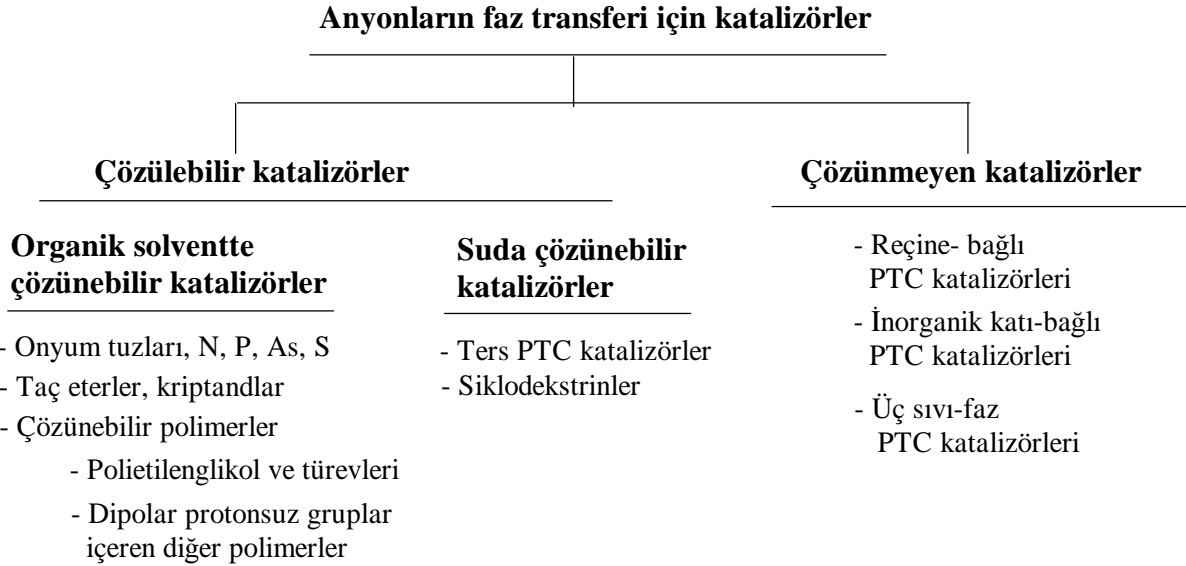 Anyonların faz transferi için katalizörler
Çözülebilir katalizörler
Organik solventte
çözünebilir katalizörler
- Onyum tuzları, N, P, As, S
- Taç eterler, kriptandlar
- Çözünebilir polimerler
- Polietilenglikol ve türevleri
- Dipolar protonsuz gruplar
içeren diğer polimerler
Suda çözünebilir
katalizörler
- Ters PTC katalizörler
- Siklodekstrinler
Çözünmeyen katalizörler
- Reçine- bağlı
PTC katalizörleri
- İnorganik katı-bağlı
PTC katalizörleri
- Üç sıvı-faz
PTC katalizörleri